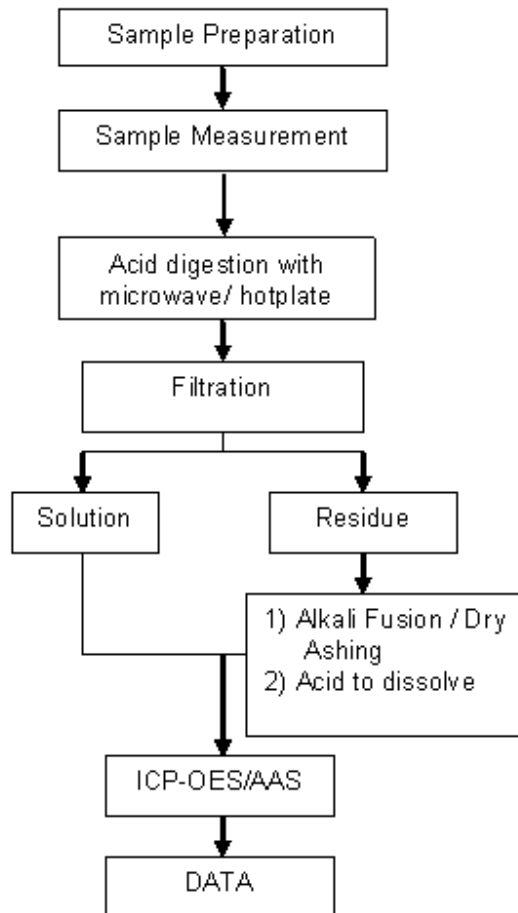 Sample Preparation
Sample Measurement
Acid digestion with
microwave/ hotplate
Filtration
Solution
Residue
1) Alkali Fusion / Dry
Ashing
2) Acid to dissolve
ICP-OES/AAS
DATA